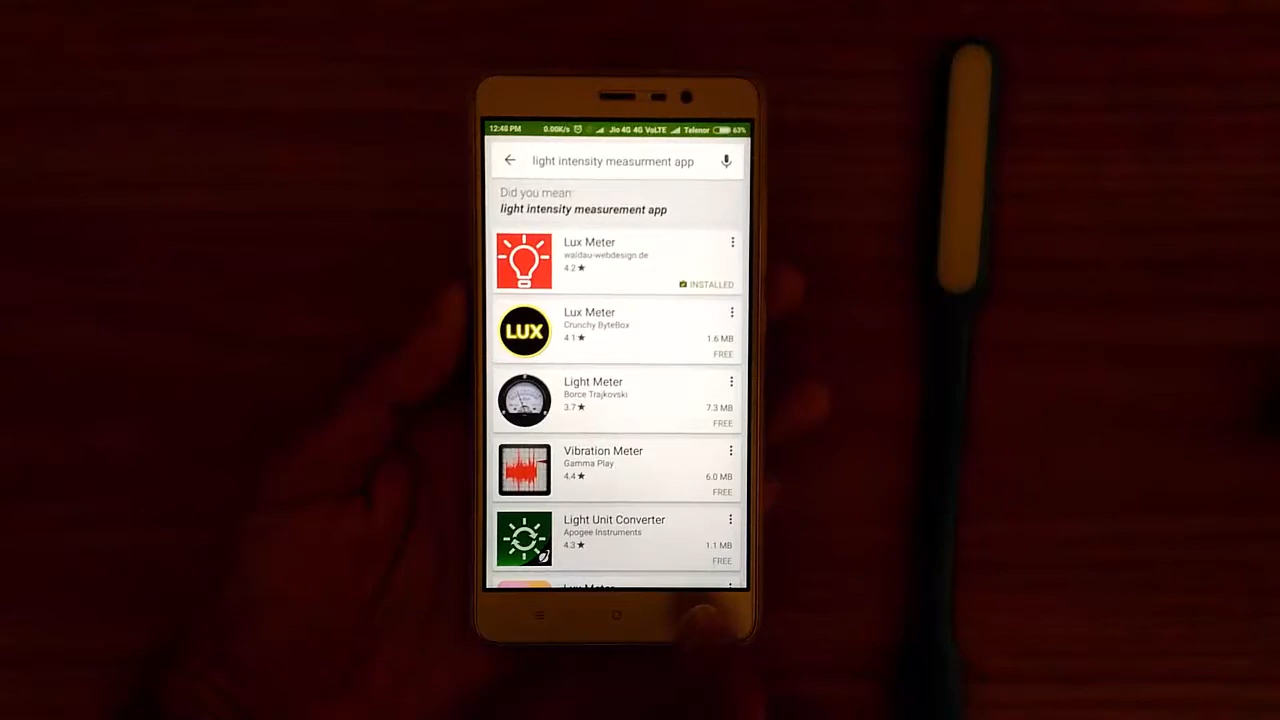 12:48 PM 0.00K/s Jio 4G 4G VoLTE Telenor 63%
light intensity measurment app
Did you mean:
light intensity measurement app
Lux Meter
waldau-webdesign.de
4.2★
INSTALLED
LUX
Lux Meter
Crunchy ByteBox
4.1★
1.6 MB
FREE
Light Meter
Borce Trajkovski
3.7★
7.3 MB
FREE
Vibration Meter
Gamma Play
4.4★
6.0 MB
FREE
Light Unit Converter
Apogee Instruments
4.3★
1.1 MB
FREE
Lux Meter